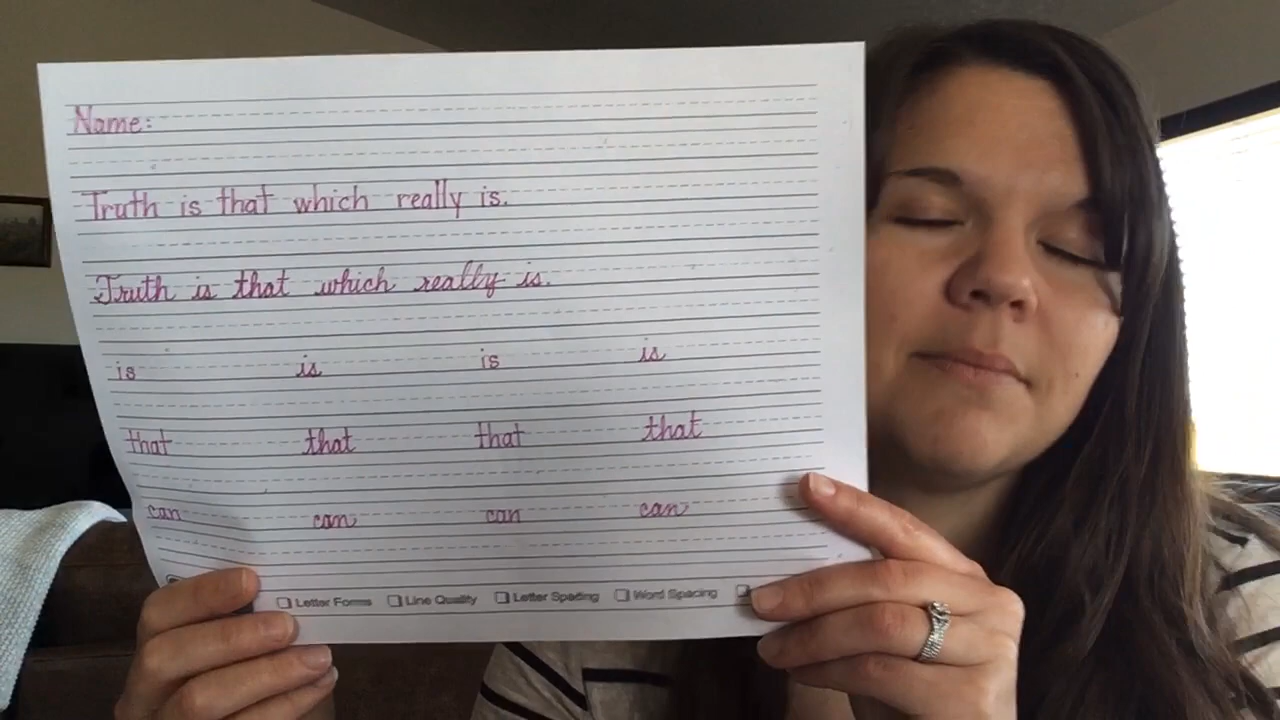 Name:
Truth is that which really is.
Truth is that which really is.
is is is is
that that that that
can can can can
Letter Forms Line Quality Letter Spacing Word Spacing